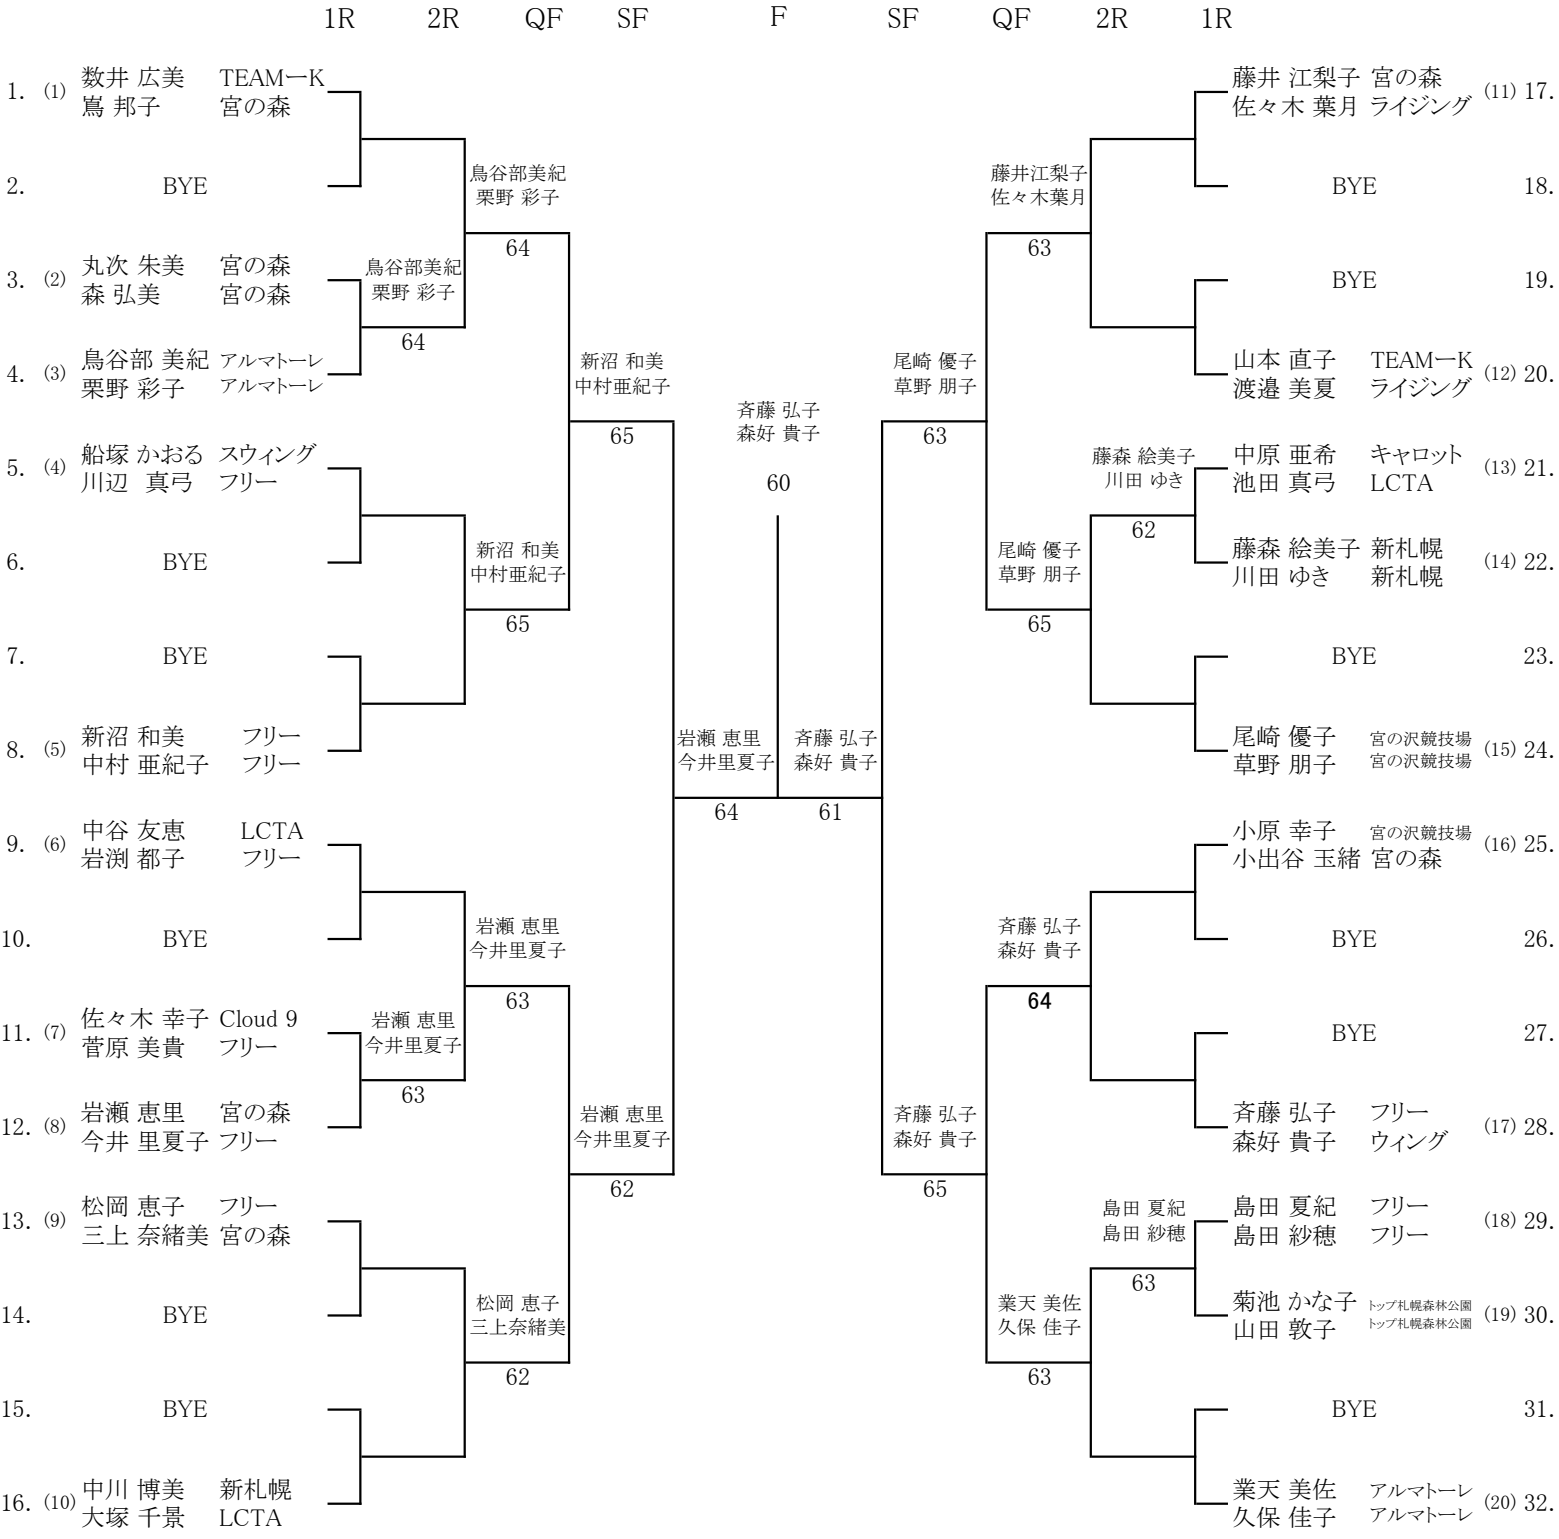 1R 2R QF SF F SF QF 2R 1R
1. (1) 数井 広美 TEAMーK
嶌 邦子 宮の森
2. BYE
3. (2) 丸次 朱美 宮の森
森 弘美 宮の森
4. (3) 鳥谷部 美紀 アルマトーレ
栗野 彩子 アルマトーレ
5. (4) 船塚 かおる スウィング
川辺 真弓 フリー
6. BYE
7. BYE
8. (5) 新沼 和美 フリー
中村 亜紀子 フリー
9. (6) 中谷 友恵 LCTA
岩渕 都子 フリー
10. BYE
11. (7) 佐々木 幸子 Cloud 9
菅原 美貴 フリー
12. (8) 岩瀬 恵里 宮の森
今井 里夏子 フリー
13. (9) 松岡 恵子 フリー
三上 奈緒美 宮の森
14. BYE
15. BYE
16. (10) 中川 博美 新札幌
大塚 千景 LCTA
鳥谷部美紀
栗野 彩子
64
岩瀬 恵里
今井里夏子
63
鳥谷部美紀
栗野 彩子
64
新沼 和美
中村亜紀子
65
岩瀬 恵里
今井里夏子
63
松岡 恵子
三上奈緒美
62
新沼 和美
中村亜紀子
65
岩瀬 恵里
今井里夏子
62
岩瀬 恵里
今井里夏子
64
斉藤 弘子
森好 貴子
60
斉藤 弘子
森好 貴子
61
尾崎 優子
草野 朋子
63
斉藤 弘子
森好 貴子
65
藤井江梨子
佐々木葉月
63
尾崎 優子
草野 朋子
65
斉藤 弘子
森好 貴子
64
業天 美佐
久保 佳子
63
藤森 絵美子
川田 ゆき
62
島田 夏紀
島田 紗穂
63
藤井 江梨子 宮の森 (11) 17.
佐々木 葉月 ライジング
BYE 18.
BYE 19.
山本 直子 TEAMーK (12) 20.
渡邉 美夏 ライジング
中原 亜希 キャロット (13) 21.
池田 真弓 LCTA
藤森 絵美子 新札幌 (14) 22.
川田 ゆき 新札幌
BYE 23.
尾崎 優子 宮の沢競技場 (15) 24.
草野 朋子 宮の沢競技場
小原 幸子 宮の沢競技場 (16) 25.
小出谷 玉緒 宮の森
BYE 26.
BYE 27.
斉藤 弘子 フリー (17) 28.
森好 貴子 ウィング
島田 夏紀 フリー (18) 29.
島田 紗穂 フリー
菊池 かな子 トップ札幌森林公園 (19) 30.
山田 敦子 トップ札幌森林公園
BYE 31.
業天 美佐 アルマトーレ (20) 32.
久保 佳子 アルマトーレ